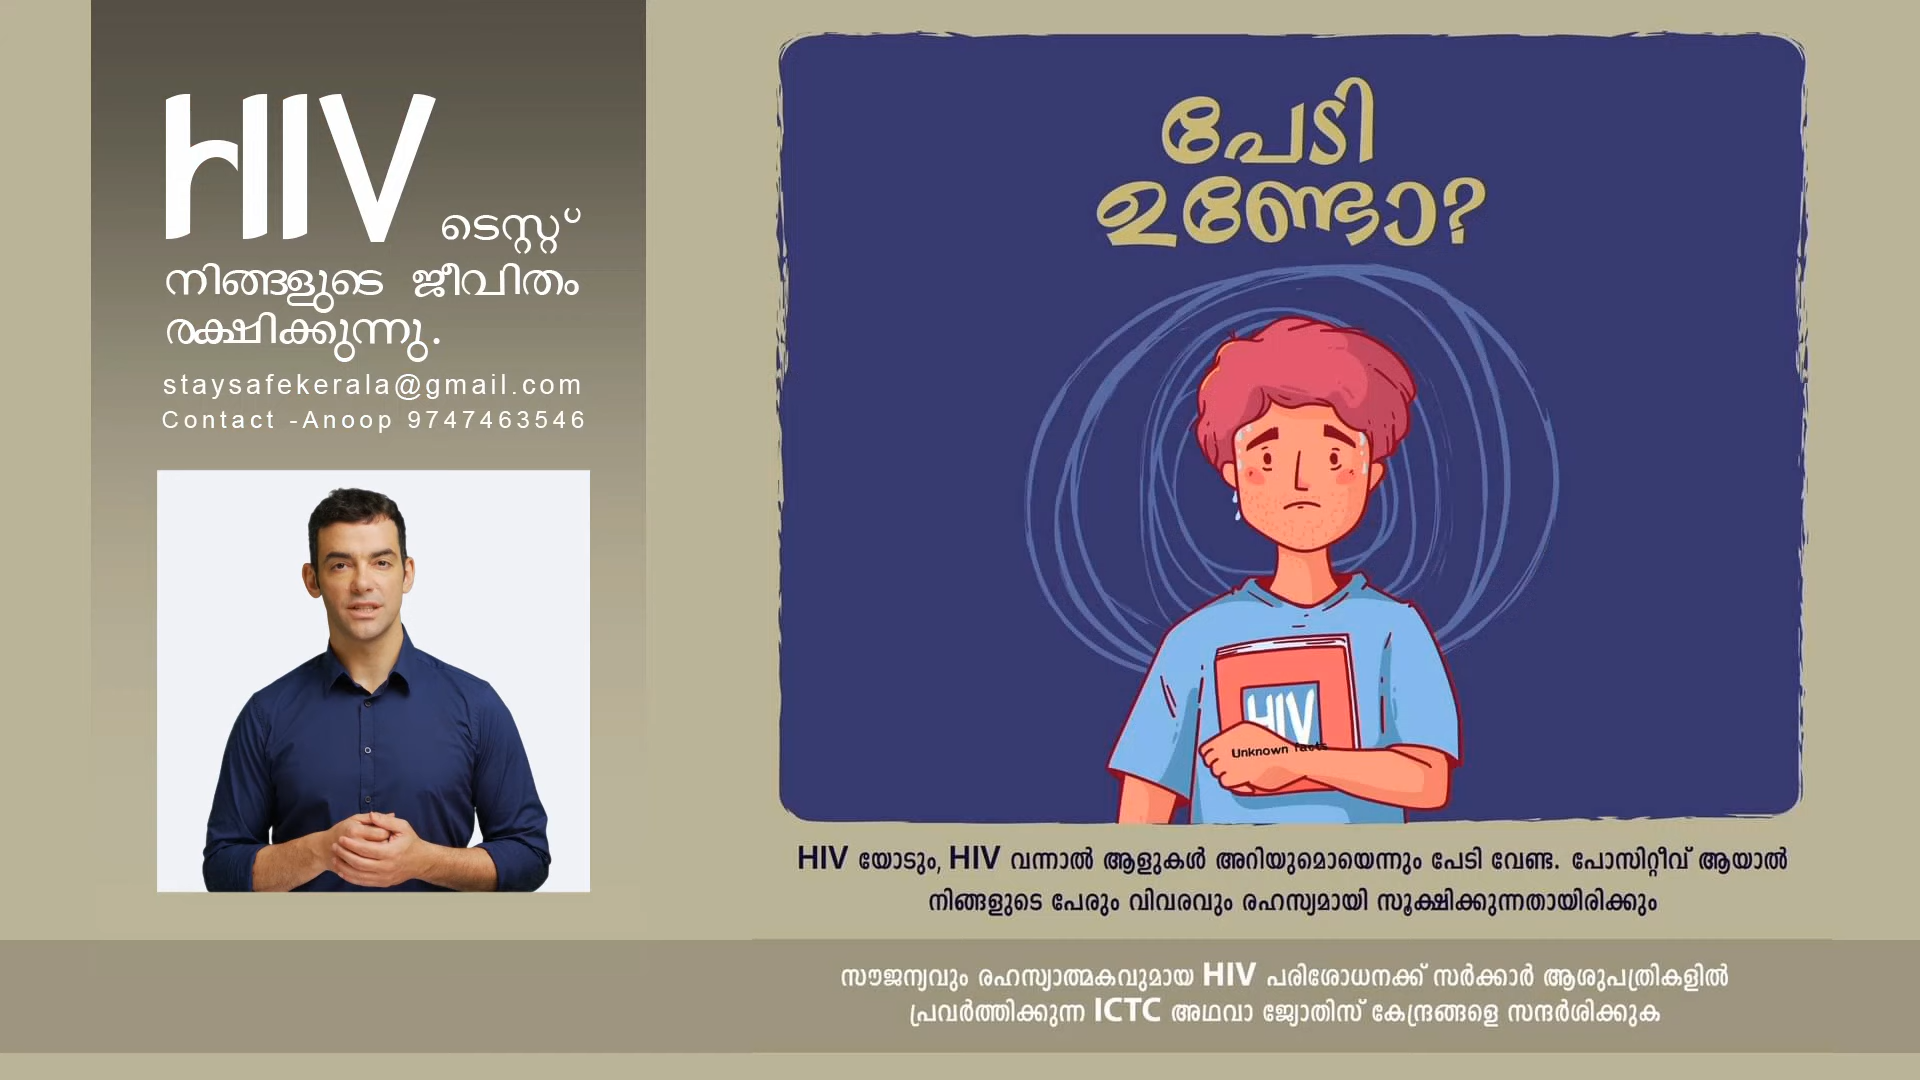 HIV ടെസ്റ്റ്
നിങ്ങളുടെ ജീവിതം
രക്ഷിക്കുന്നു.
staysafekerala@gmail.com
Contact -Anoop 9747463546
പേടി
ഉണ്ടോ?
HIV
Unknown facts
HIV യോടും, HIV വന്നാൽ ആളുകൾ അറിയുമൊയെന്നും പേടി വേണ്ട. പോസിറ്റീവ് ആയാൽ
നിങ്ങളുടെ പേരും വിവരവും രഹസ്യമായി സൂക്ഷിക്കുന്നതായിരിക്കും
സൗജന്യവും രഹസ്യാത്മകവുമായ HIV പരിശോധനക്ക് സർക്കാർ ആശുപത്രികളിൽ
പ്രവർത്തിക്കുന്ന ICTC അഥവാ ജ്യോതിസ് കേന്ദ്രങ്ങളെ സന്ദർശിക്കുക